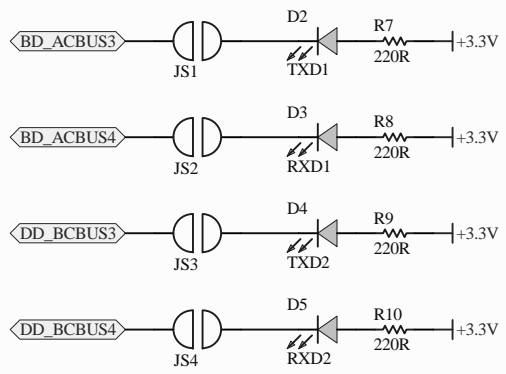 D2
R7
BD_ACBUS3
+3.3V
JS1
TXD1
220R
D3
R8
BD_ACBUS4
+3.3V
JS2
RXD1
220R
D4
R9
DD_BCBUS3
+3.3V
JS3
TXD2
220R
D5
R10
DD_BCBUS4
+3.3V
JS4
RXD2
220R